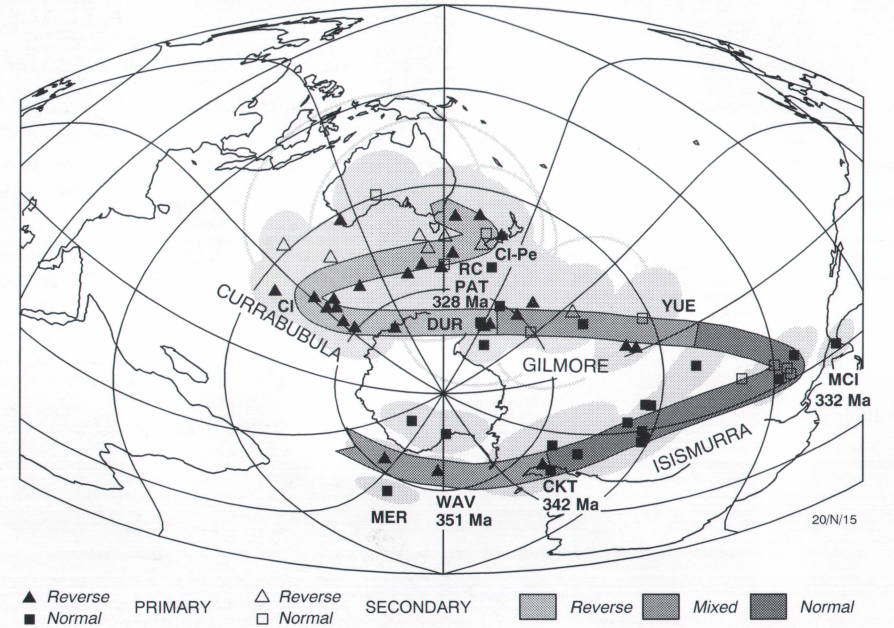 CI-Pe
RC
PAT
328 Ma
CI
CURRABUBULA
DUR
YUE
GILMORE
MCI
332 Ma
ISISMURRA
CKT
342 Ma
WAV
351 Ma
MER
20/N/15
Reverse
Normal
PRIMARY
Reverse
Normal
SECONDARY
Reverse
Mixed
Normal